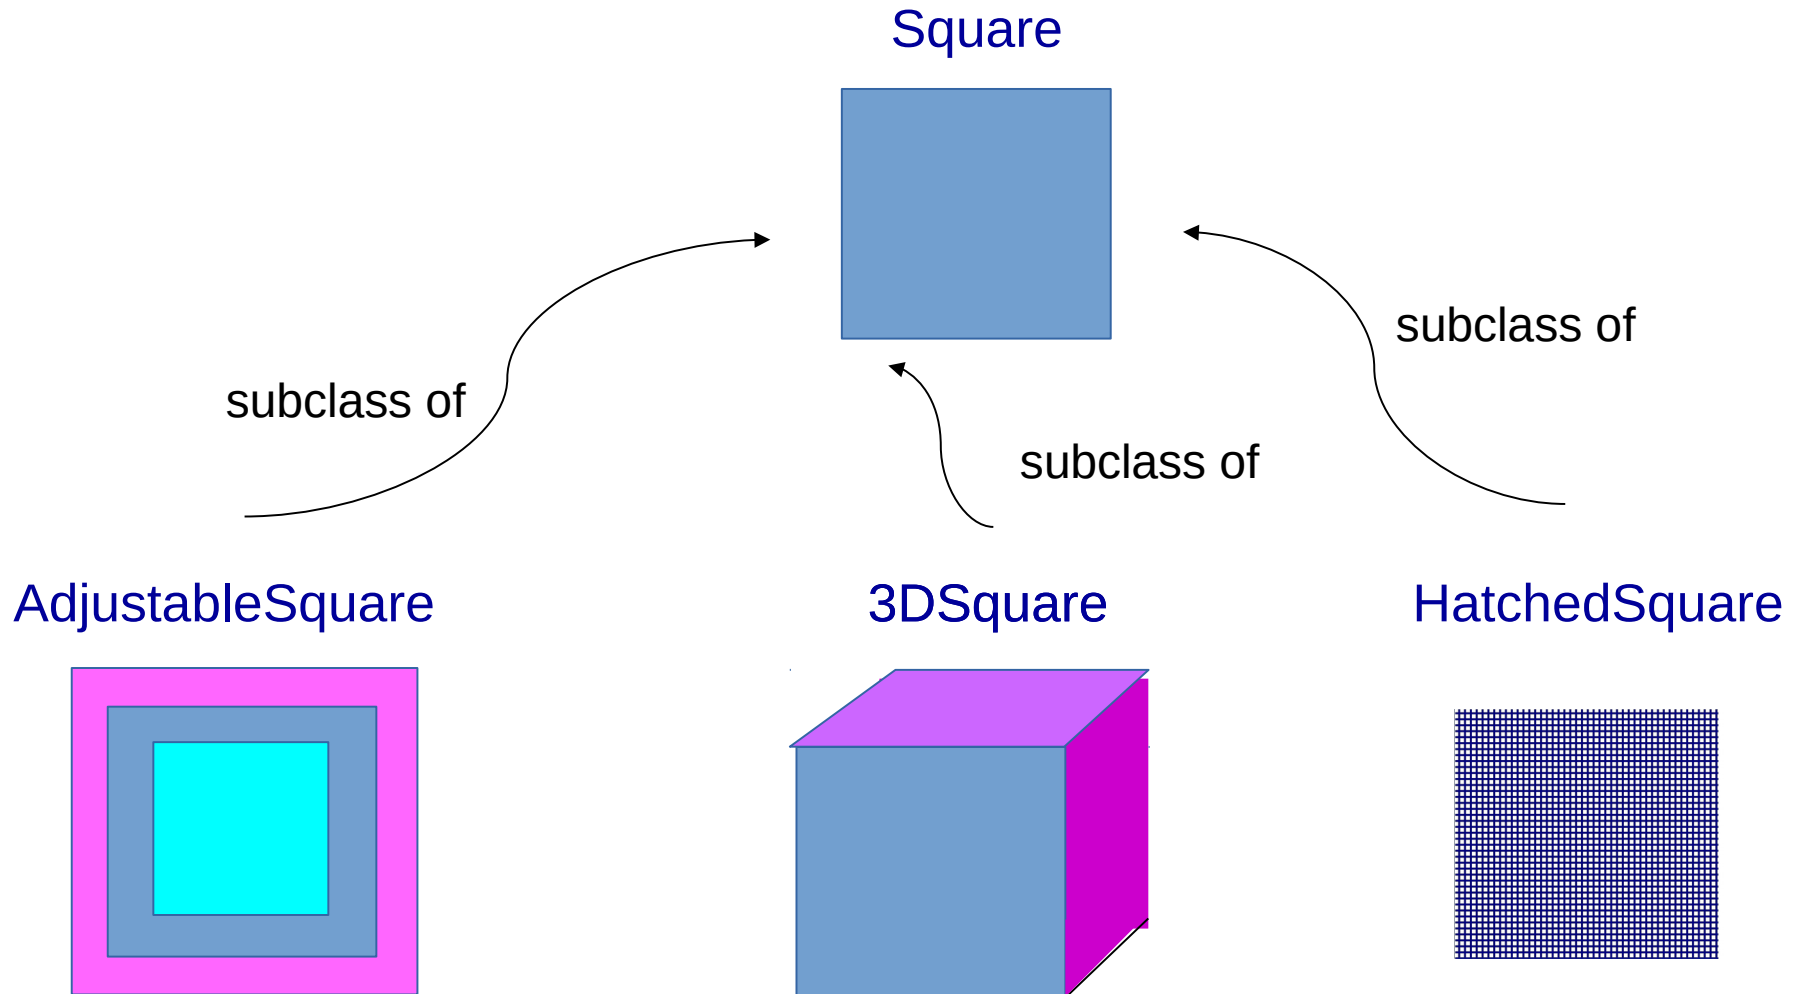 Square
subclass of
subclass of
subclass of
AdjustableSquare
3DSquare
HatchedSquare